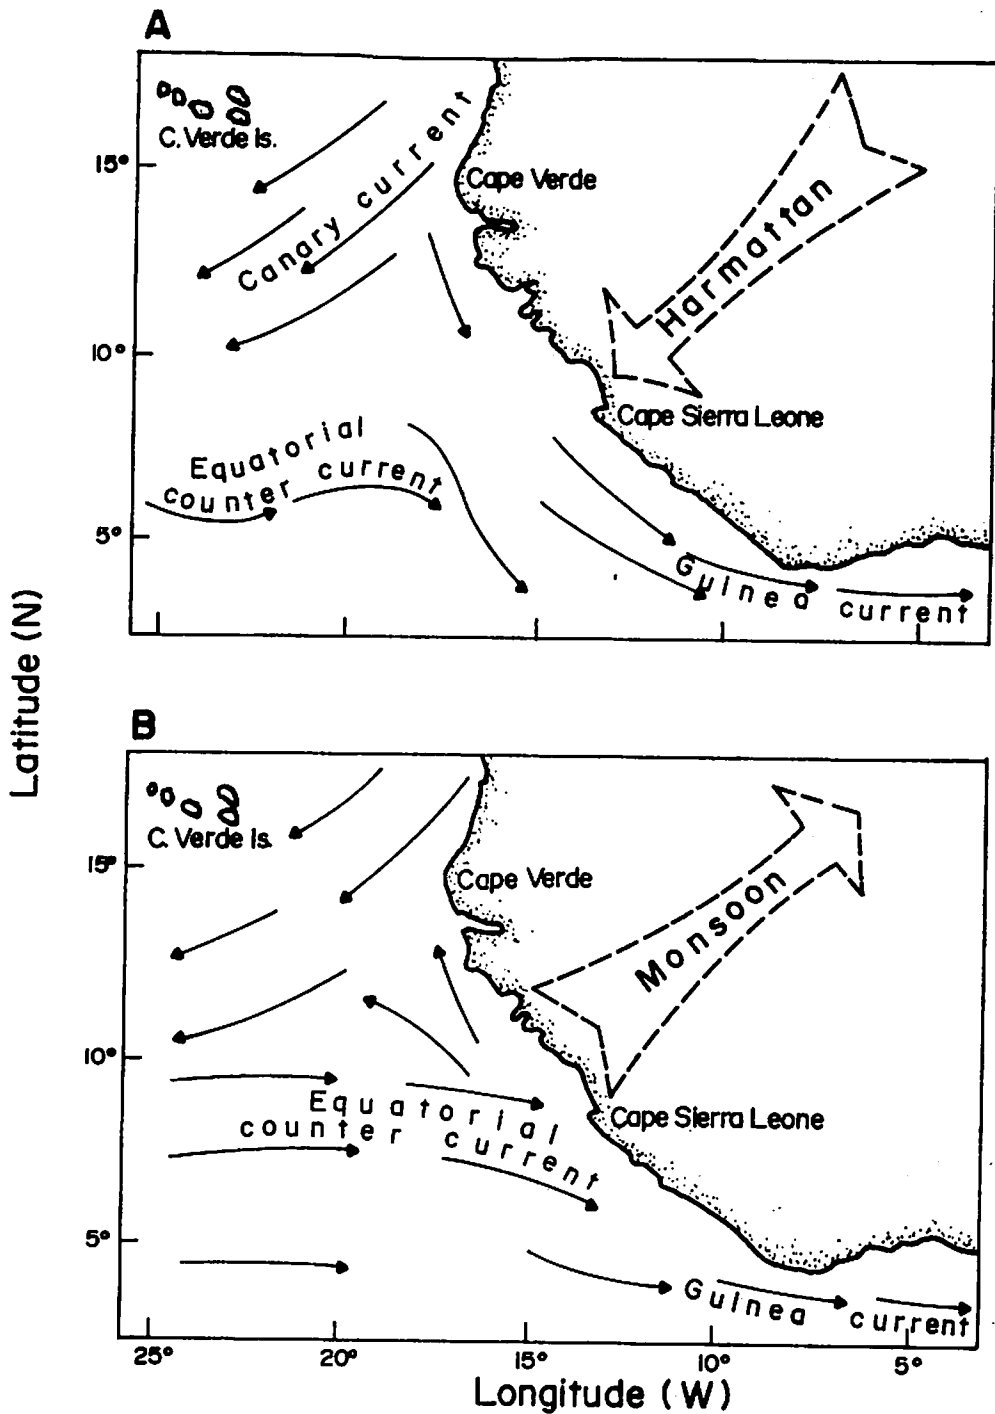 A
C. Verde Is.
Canary current
Cape Verde
Harmattan
15°
10°
Cape Sierra Leone
Equatorial
counter current
5°
Guinea current
Latitude (N)
B
C. Verde Is.
15°
Cape Verde
Monsoon
10°
Equatorial
counter current
Cape Sierra Leone
5°
Guinea current
25° 20° 15° 10° 5°
Longitude (W)